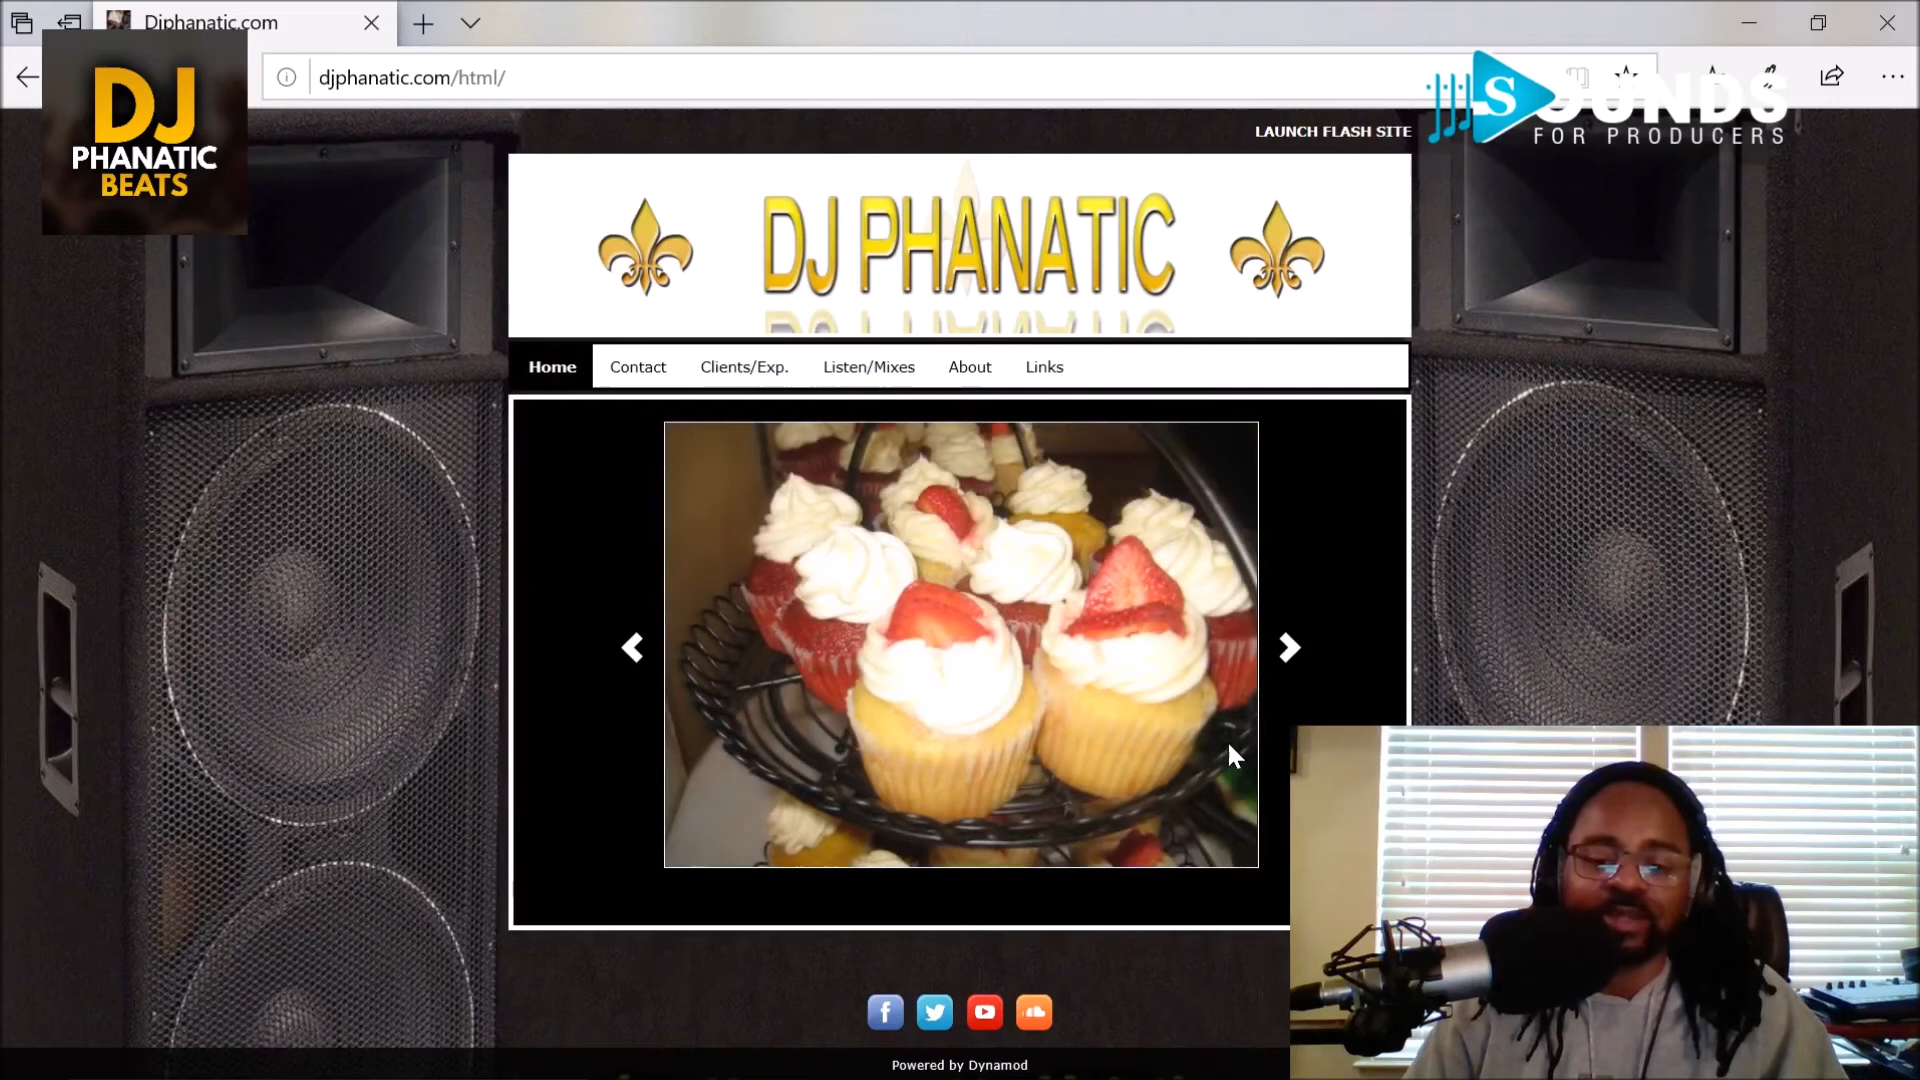 Djphanatic.com
djphanatic.com/html/
DJ
PHANATIC
BEATS
SOUNDS
FOR PRODUCERS
LAUNCH FLASH SITE
DJ PHANATIC
Home
Contact
Clients/Exp.
Listen/Mixes
About
Links
Powered by Dynamod